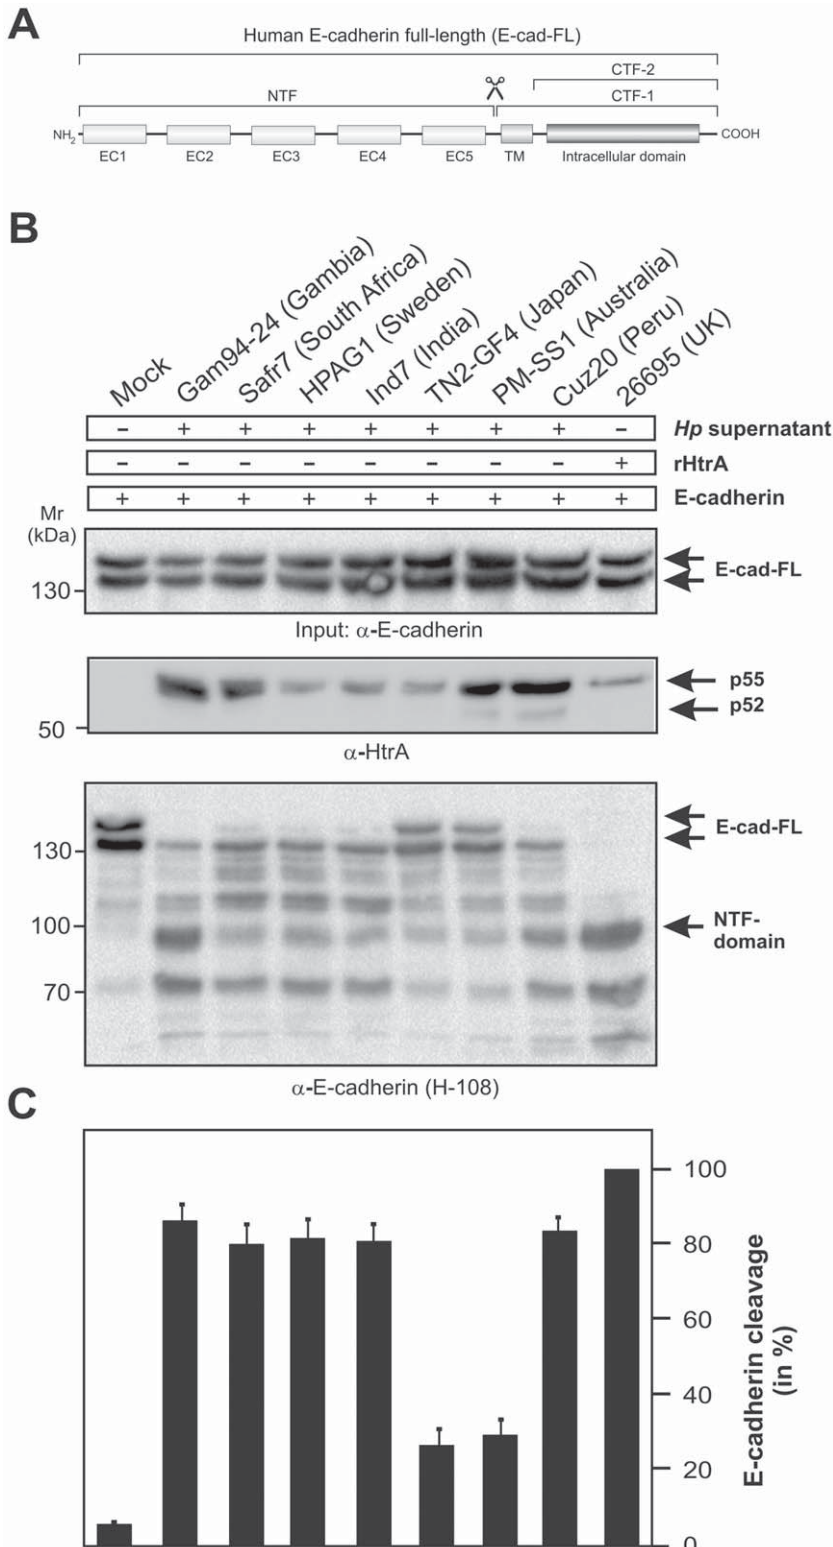 A
Human E-cadherin full-length (E-cad-FL)
CTF-2
NTF CTF-1
NH2 COOH
EC1 EC2 EC3 EC4 EC5 TM Intracellular domain
B
Mock Gam94-24 (Gambia) Safr7 (South Africa) HPAG1 (Sweden) Ind7 (India) TN2-GF4 (Japan) PM-SS1 (Australia) Cuz20 (Peru) 26695 (UK)
– + + + + + + + – Hp supernatant
– – – – – – – – + rHtrA
+ + + + + + + + + E-cadherin
Mr
(kDa)
E-cad-FL
130
Input: α-E-cadherin
p55
p52
50
α-HtrA
E-cad-FL
130
100 NTF-
domain
70
α-E-cadherin (H-108)
C
100
80
60
40
20
0
E-cadherin cleavage
(in %)